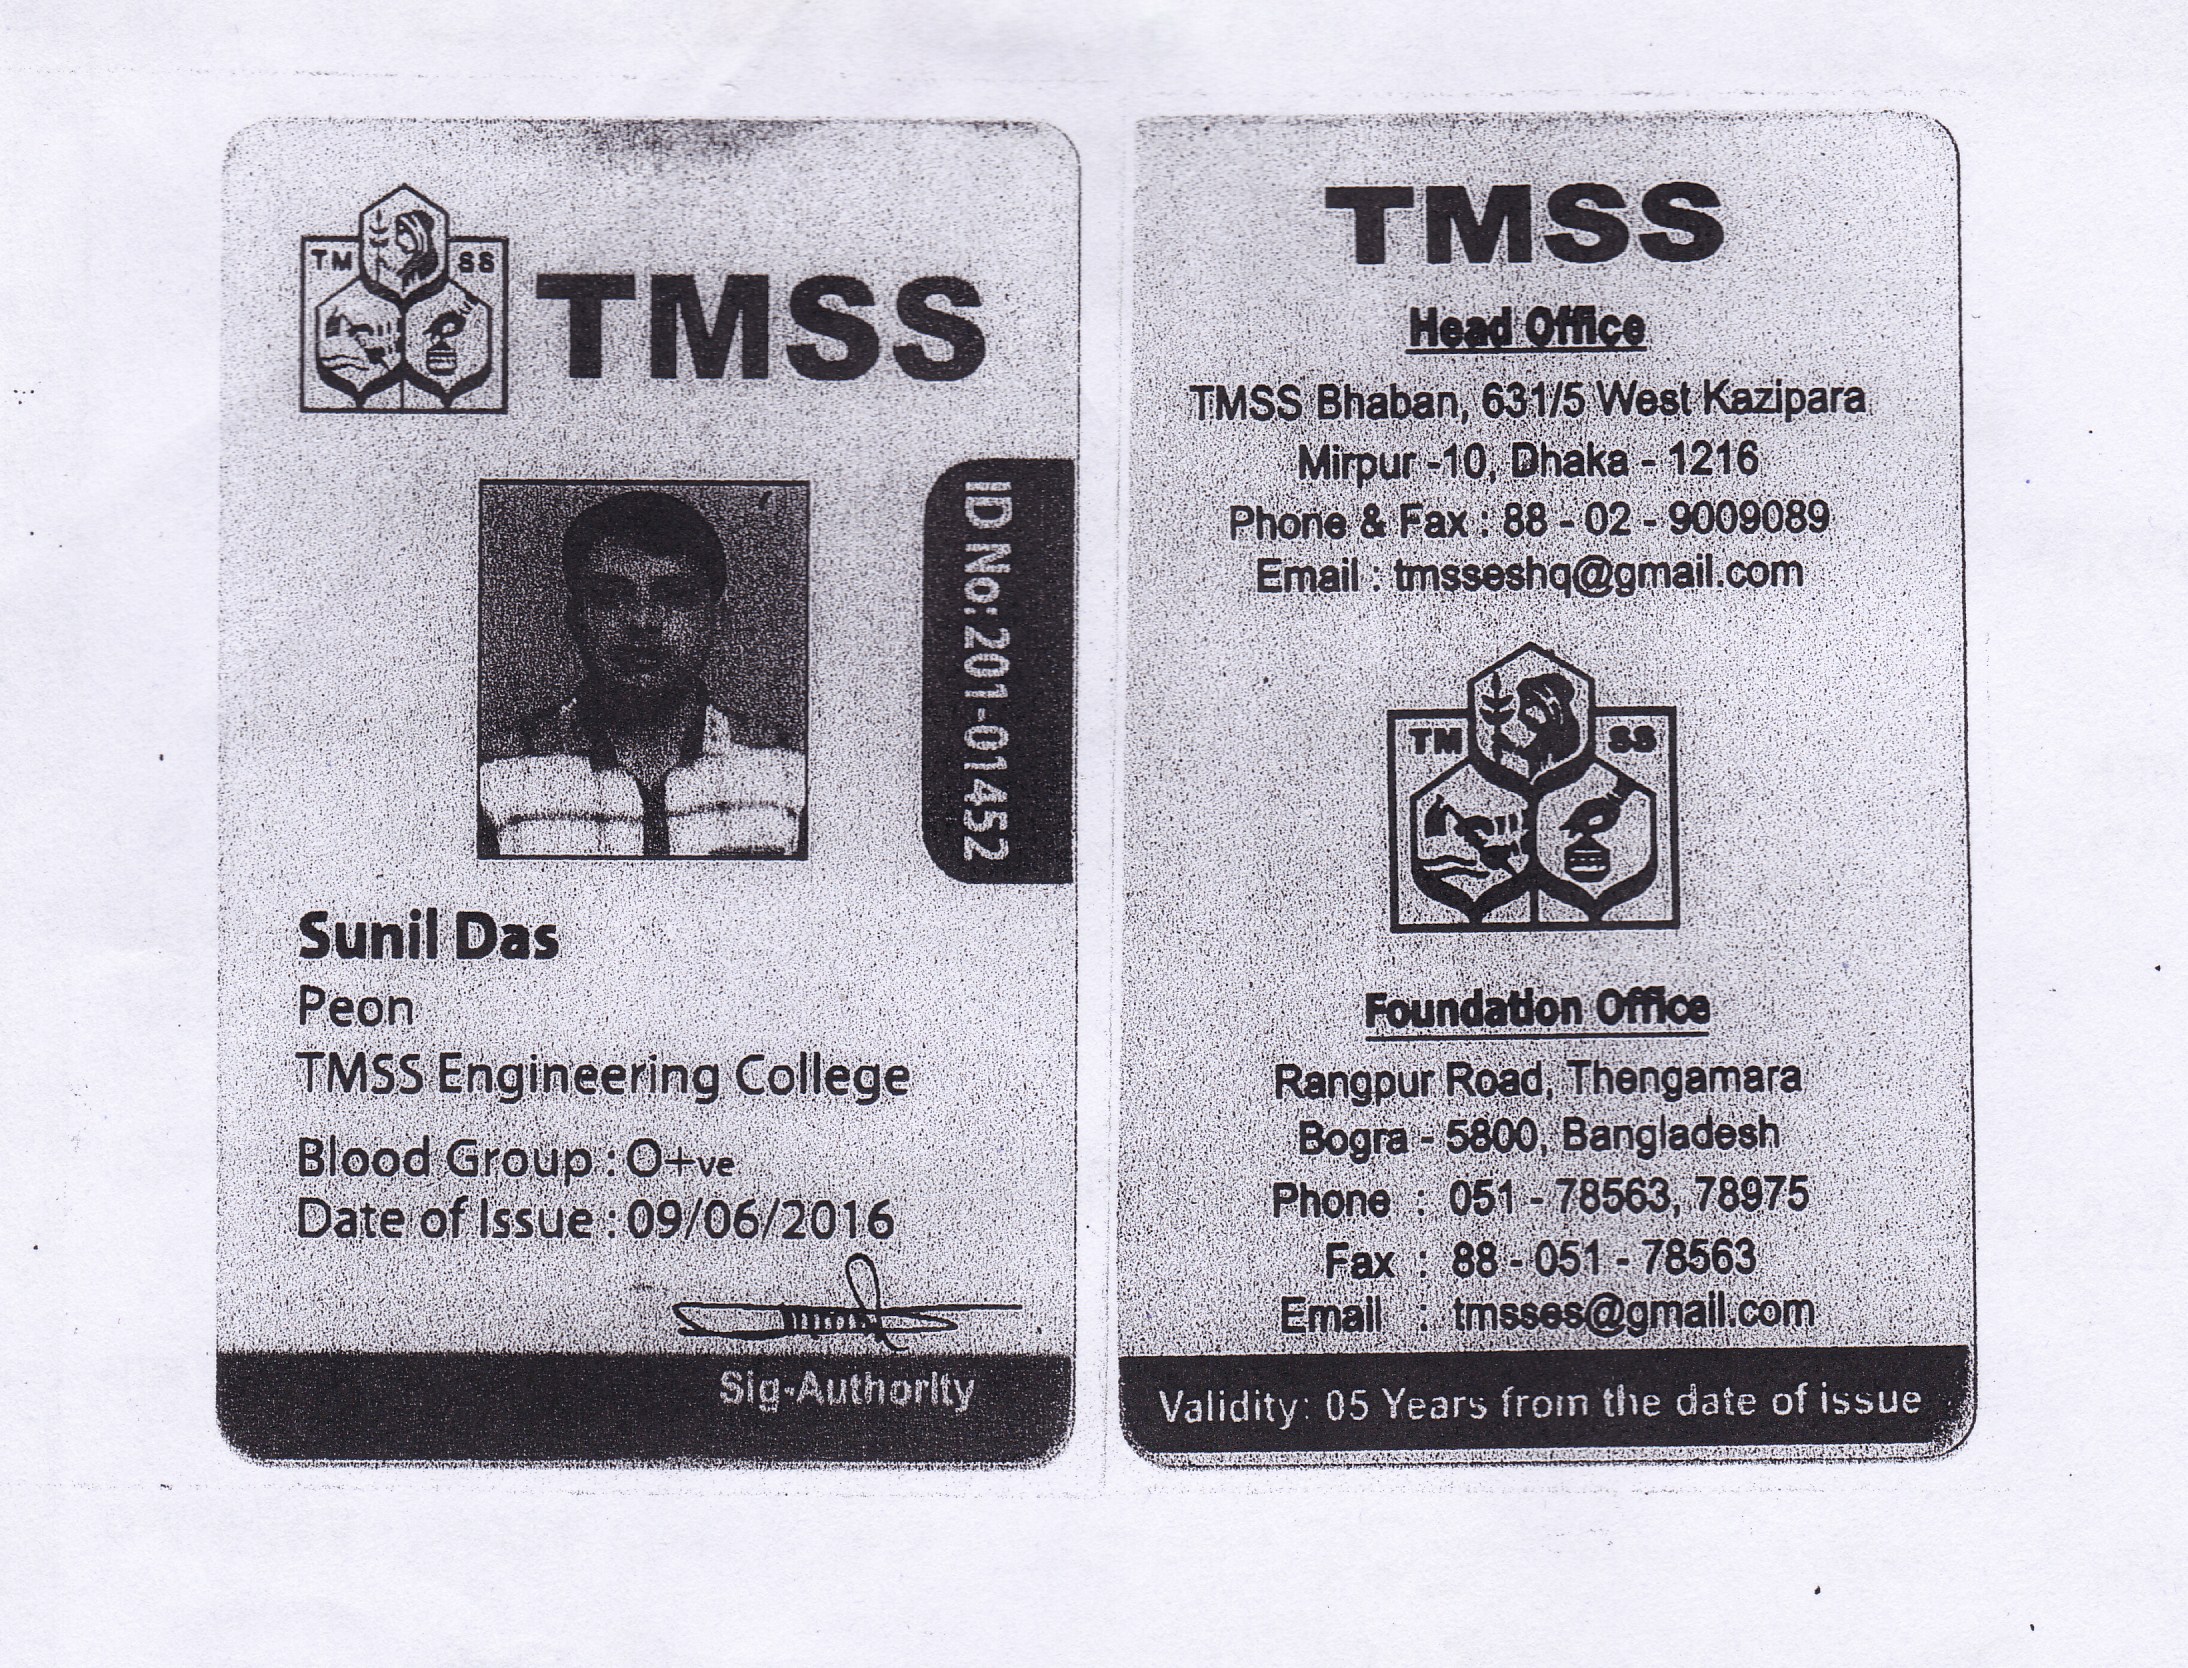 TM SS
TMSS
ID No: 201-01452
Sunil Das
Peon
TMSS Engineering College
Blood Group : O+ve
Date of Issue : 09/06/2016
Sig-Authority
TMSS
Head Office
TMSS Bhaban, 631/5 West Kazipara
Mirpur -10, Dhaka - 1216
Phone & Fax : 88 - 02 - 9009089
Email : tmsseshq@gmail.com
TM SS
Foundation Office
Rangpur Road, Thengamara
Bogra - 5800, Bangladesh
Phone : 051 - 78563, 78975
Fax : 88 - 051 - 78563
Email : tmsses@gmail.com
Validity: 05 Years from the date of issue